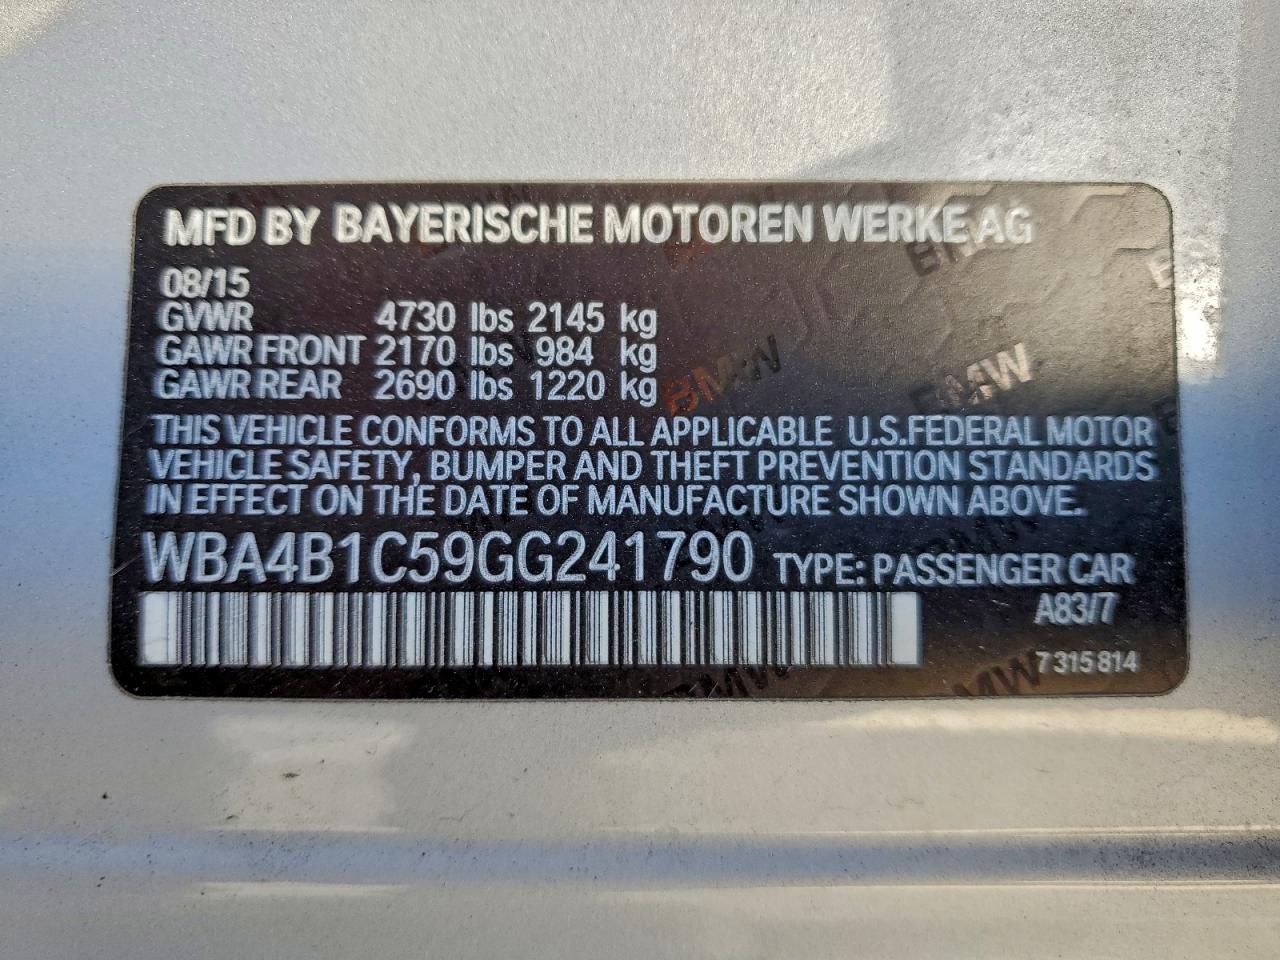 MFD BY BAYERISCHE MOTOREN WERKE AG
08/15
GVWR 4730 lbs 2145 kg
GAWR FRONT 2170 lbs 984 kg
GAWR REAR 2690 lbs 1220 kg
THIS VEHICLE CONFORMS TO ALL APPLICABLE U.S.FEDERAL MOTOR
VEHICLE SAFETY, BUMPER AND THEFT PREVENTION STANDARDS
IN EFFECT ON THE DATE OF MANUFACTURE SHOWN ABOVE.
WBA4B1C59GG241790 TYPE: PASSENGER CAR
A83/7
7 315 814